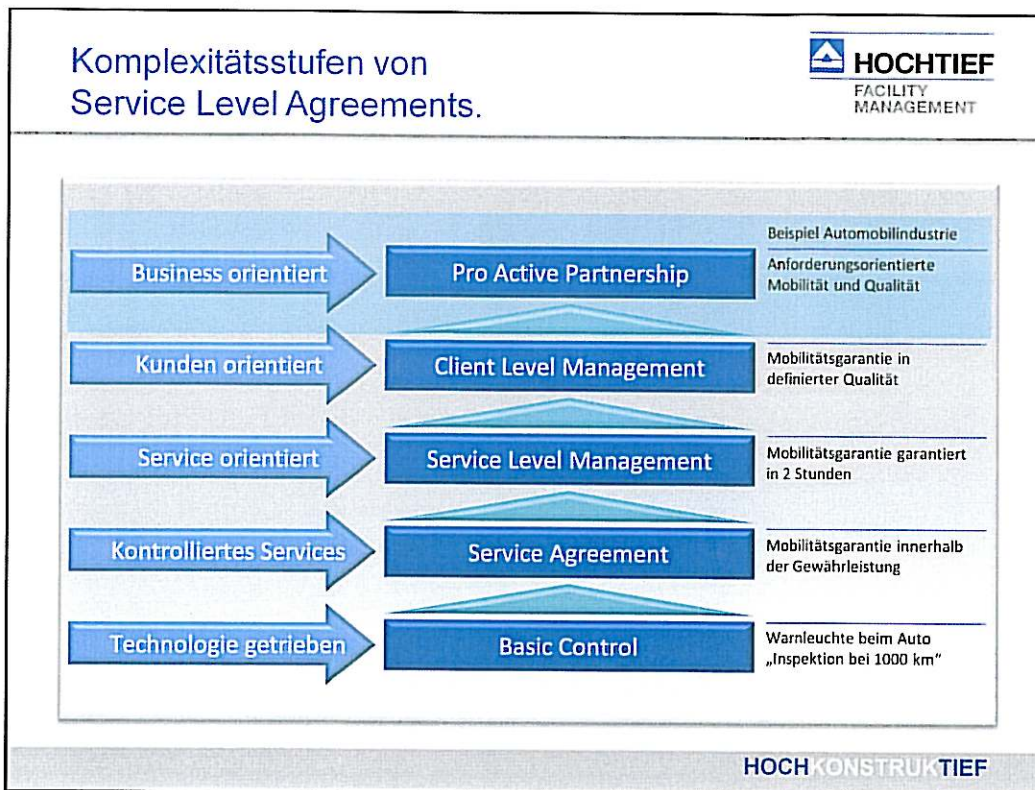 Komplexitätsstufen von
Service Level Agreements.
HOCHTIEF
FACILITY
MANAGEMENT
Beispiel Automobilindustrie
Business orientiert
Pro Active Partnership
Anforderungsorientierte
Mobilität und Qualität
Kunden orientiert
Client Level Management
Mobilitätsgarantie in
definierter Qualität
Service orientiert
Service Level Management
Mobilitätsgarantie garantiert
in 2 Stunden
Kontrolliertes Services
Service Agreement
Mobilitätsgarantie innerhalb
der Gewährleistung
Technologie getrieben
Basic Control
Warnleuchte beim Auto
„Inspektion bei 1000 km"
HOCHKONSTRUKTIEF